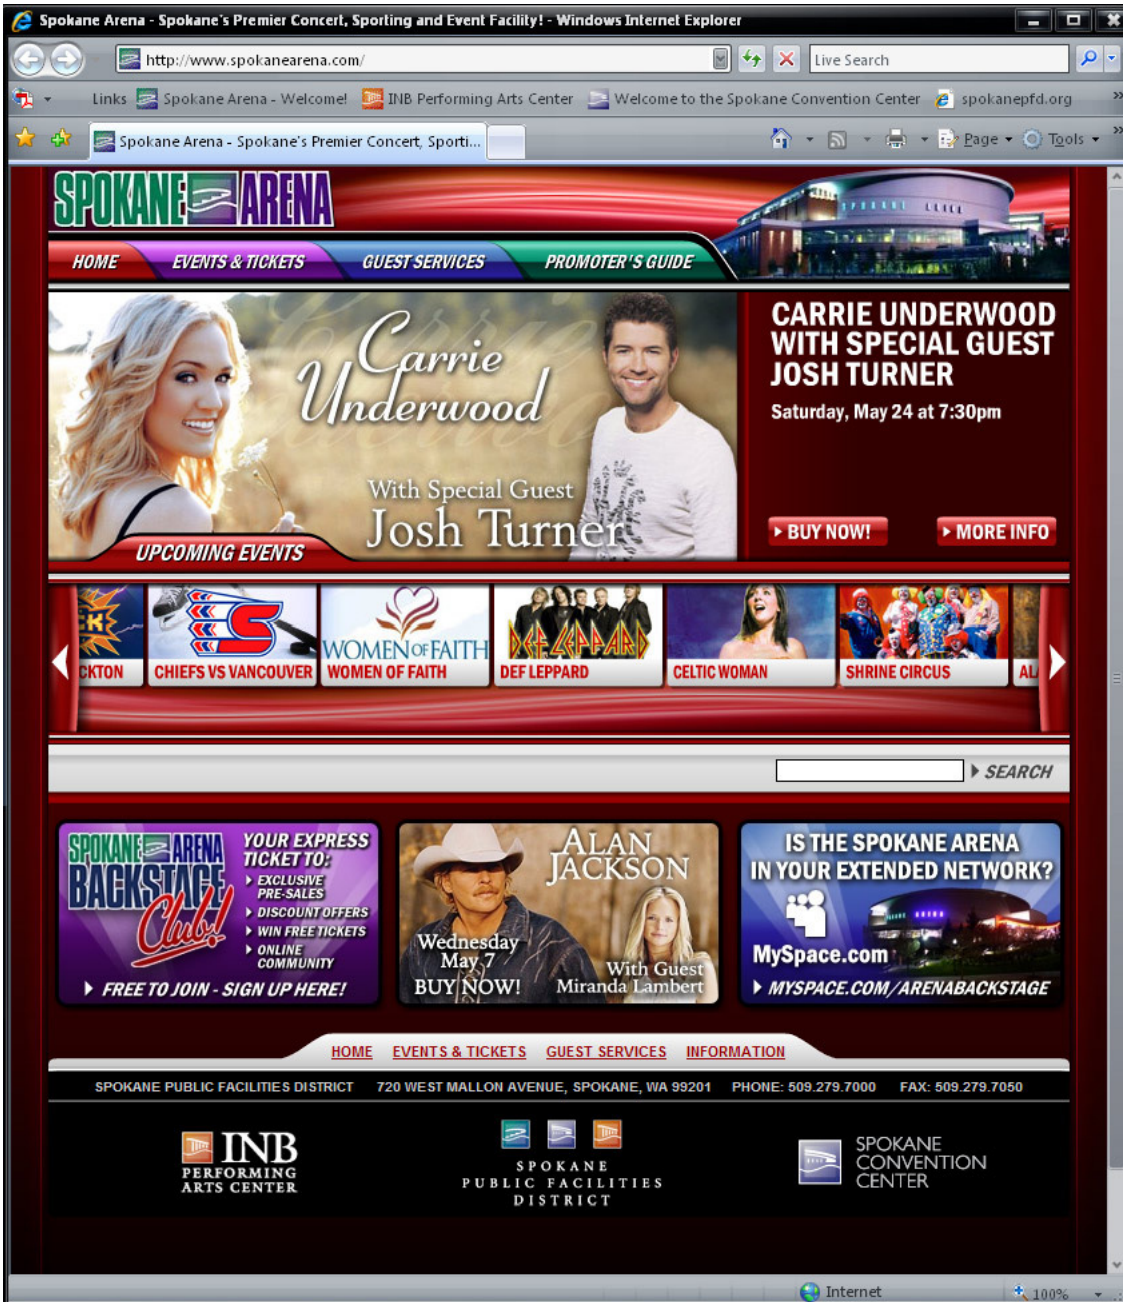 Spokane Arena - Spokane's Premier Concert, Sporting and Event Facility! - Windows Internet Explorer
http://www.spokanearena.com/
Live Search
Links Spokane Arena - Welcome! INB Performing Arts Center Welcome to the Spokane Convention Center spokanepfd.org
Spokane Arena - Spokane's Premier Concert, Sporti...
Page Tools
SPOKANE ARENA
HOME EVENTS & TICKETS GUEST SERVICES PROMOTER'S GUIDE
Carrie
Underwood
With Special Guest
Josh Turner
CARRIE UNDERWOOD
WITH SPECIAL GUEST
JOSH TURNER
Saturday, May 24 at 7:30pm
BUY NOW! MORE INFO
UPCOMING EVENTS
WOMEN OF FAITH
DEF LEPPARD
CKTON CHIEFS VS VANCOUVER WOMEN OF FAITH DEF LEPPARD CELTIC WOMAN SHRINE CIRCUS
SEARCH
SPOKANE ARENA
BACKSTAGE
Club!
YOUR EXPRESS
TICKET TO:
EXCLUSIVE
PRE-SALES
DISCOUNT OFFERS
WIN FREE TICKETS
ONLINE
COMMUNITY
FREE TO JOIN - SIGN UP HERE!
ALAN
JACKSON
Wednesday
May 7
BUY NOW!
With Guest
Miranda Lambert
IS THE SPOKANE ARENA
IN YOUR EXTENDED NETWORK?
MySpace.com
MYSPACE.COM/ARENABACKSTAGE
HOME EVENTS & TICKETS GUEST SERVICES INFORMATION
SPOKANE PUBLIC FACILITIES DISTRICT 720 WEST MALLON AVENUE, SPOKANE, WA 99201 PHONE: 509.279.7000 FAX: 509.279.7050
INB
PERFORMING
ARTS CENTER
SPOKANE
PUBLIC FACILITIES
DISTRICT
SPOKANE
CONVENTION
CENTER
Internet 100%